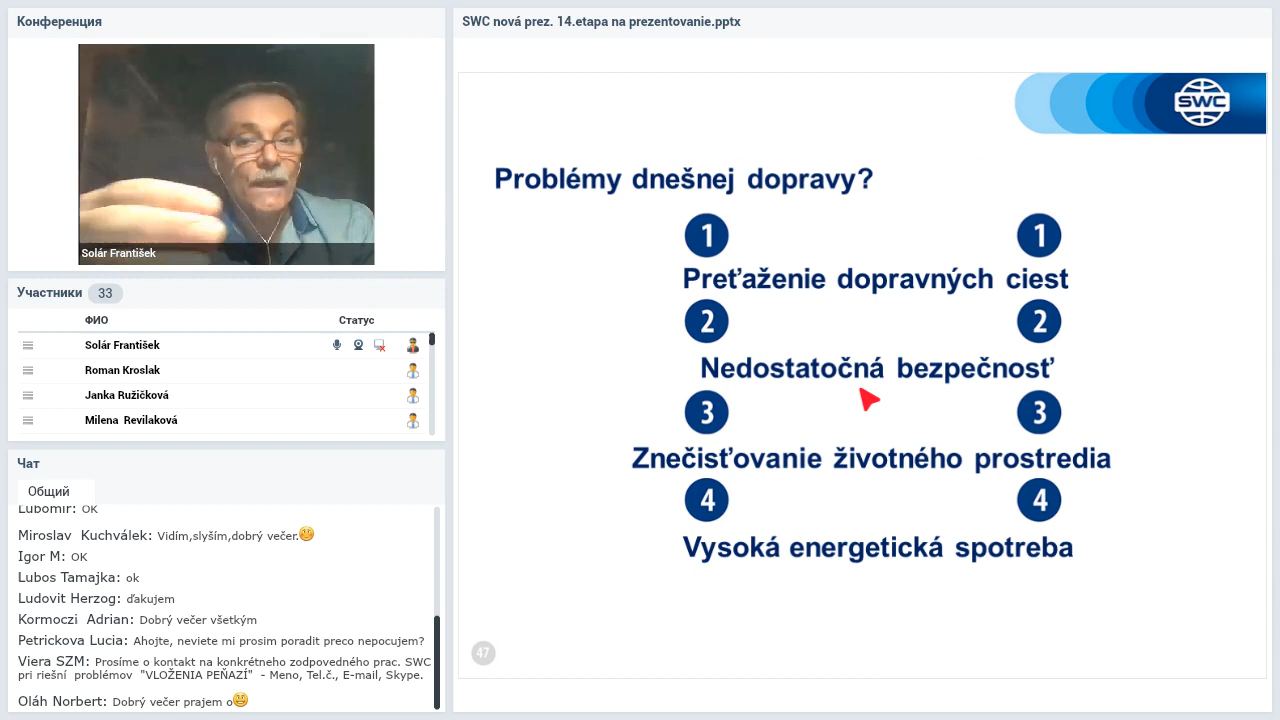 Конференция
Solár František
Участники 33
ФИО Статус
Solár František
Roman Kroslak
Janka Ružičková
Milena Revilaková
Чат
Общий
Lubomir: OK
Miroslav Kuchválek: Vidím,slyším,dobrý večer.
Igor M: OK
Lubos Tamajka: ok
Ludovit Herzog: ďakujem
Kormoczi Adrian: Dobrý večer všetkým
Petrickova Lucia: Ahojte, neviete mi prosim poradit preco nepocujem?
Viera SZM: Prosíme o kontakt na konkrétneho zodpovedného prac. SWC
pri riešní problémov "VLOŽENIA PEŇAZÍ" - Meno, Tel.č., E-mail, Skype.
Oláh Norbert: Dobrý večer prajem o
SWC nová prez. 14.etapa na prezentovanie.pptx
SWC
Problémy dnešnej dopravy?
1 1
Preťaženie dopravných ciest
2 2
Nedostatočná bezpečnosť
3 3
Znečisťovanie životného prostredia
4 4
Vysoká energetická spotreba
47